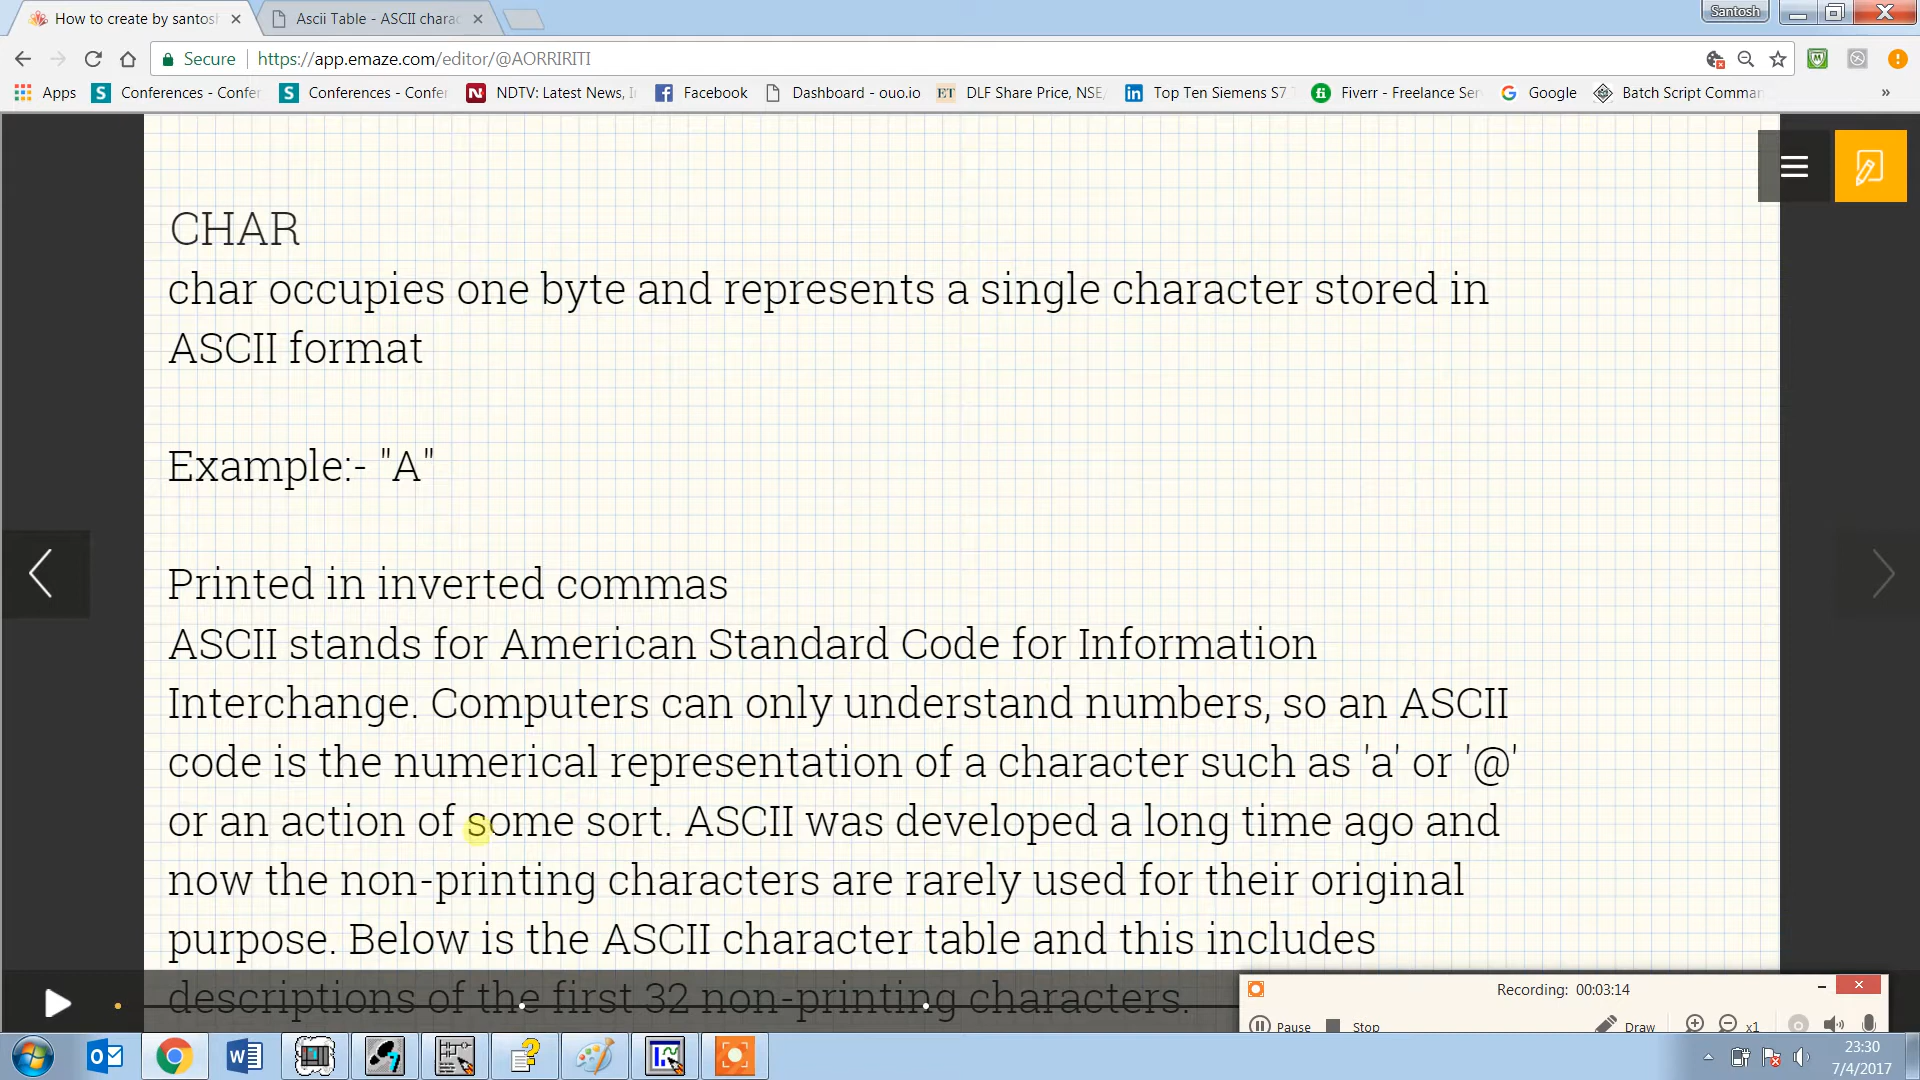 How to create by santosh
Ascii Table - ASCII charac
Santosh
Secure
https://app.emaze.com/editor/@AORRIRITI
Apps
Conferences - Confer
Conferences - Confer
NDTV: Latest News, I
Facebook
Dashboard - ouo.io
DLF Share Price, NSE/
Top Ten Siemens S7 T
Fiverr - Freelance Ser
Google
Batch Script Comman
»
CHAR
char occupies one byte and represents a single character stored in
ASCII format
Example:- "A"
Printed in inverted commas
ASCII stands for American Standard Code for Information
Interchange. Computers can only understand numbers, so an ASCII
code is the numerical representation of a character such as 'a' or '@'
or an action of some sort. ASCII was developed a long time ago and
now the non-printing characters are rarely used for their original
purpose. Below is the ASCII character table and this includes
descriptions of the first 32 non-printing characters.
Recording: 00:03:14
Pause
Stop
Draw
x1
23:30
7/4/2017